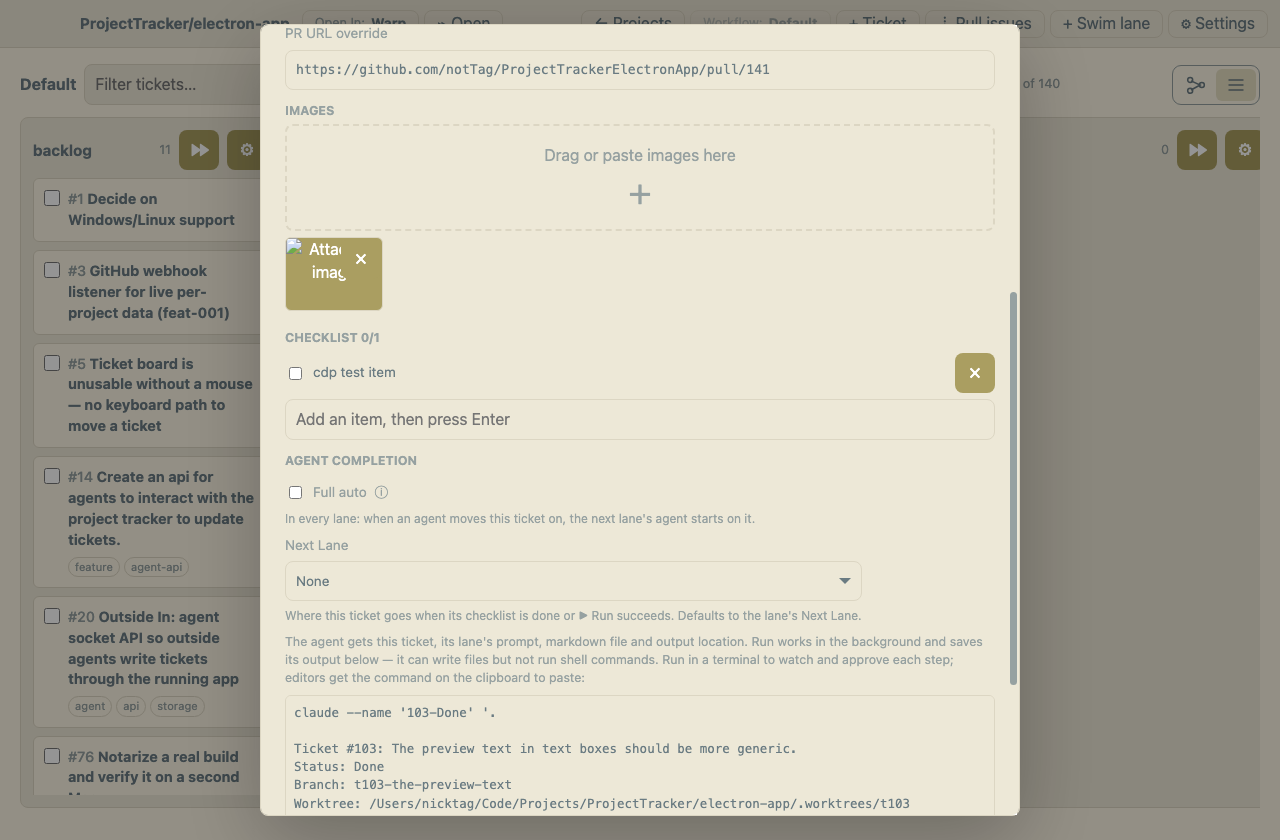 ProjectTracker/electron-app
Open In: Warp
Open
← Projects
Workflow: Default
+ Ticket
Pull issues
+ Swim lane
⚙ Settings
Default
Filter tickets...
of 140
backlog
11
0
#1 Decide on
Windows/Linux support
#3 GitHub webhook
listener for live per-
project data (feat-001)
#5 Ticket board is
unusable without a mouse
— no keyboard path to
move a ticket
#14 Create an api for
agents to interact with the
project tracker to update
tickets.
feature
agent-api
#20 Outside In: agent
socket API so outside
agents write tickets
through the running app
agent
api
storage
#76 Notarize a real build
and verify it on a second
PR URL override
https://github.com/notTag/ProjectTrackerElectronApp/pull/141
IMAGES
Drag or paste images here
+
CHECKLIST 0/1
cdp test item
×
Add an item, then press Enter
AGENT COMPLETION
Full auto ⓘ
In every lane: when an agent moves this ticket on, the next lane's agent starts on it.
Next Lane
None
Where this ticket goes when its checklist is done or ▶ Run succeeds. Defaults to the lane's Next Lane.
The agent gets this ticket, its lane's prompt, markdown file and output location. Run works in the background and saves
its output below — it can write files but not run shell commands. Run in a terminal to watch and approve each step;
editors get the command on the clipboard to paste:
claude --name '103-Done' '.
Ticket #103: The preview text in text boxes should be more generic.
Status: Done
Branch: t103-the-preview-text
Worktree: /Users/nicktag/Code/Projects/ProjectTracker/electron-app/.worktrees/t103